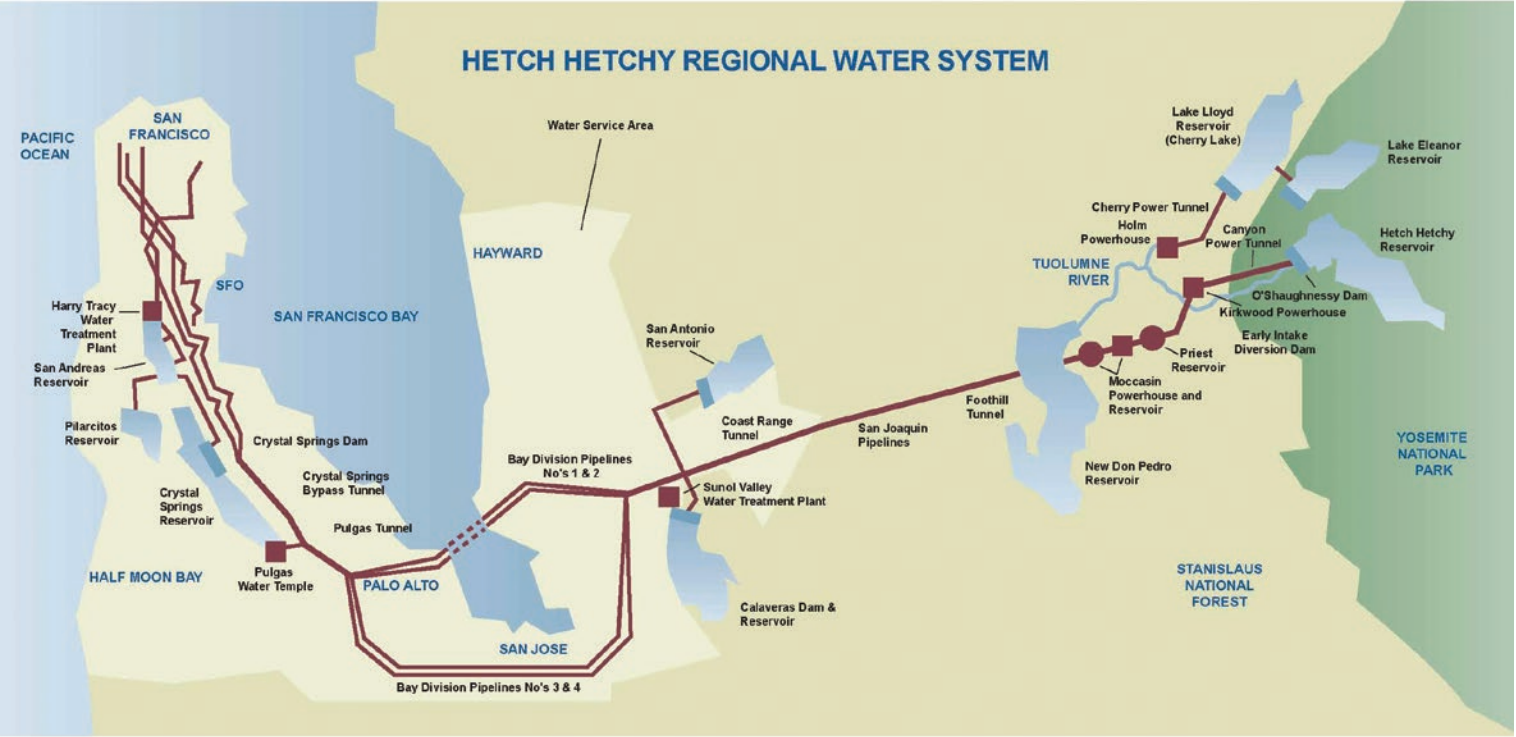 HETCH HETCHY REGIONAL WATER SYSTEM
PACIFIC
OCEAN
SAN
FRANCISCO
Water Service Area
Lake Lloyd
Reservoir
(Cherry Lake)
Lake Eleanor
Reservoir
Cherry Power Tunnel
Holm
Powerhouse
Canyon
Power Tunnel
Hetch Hetchy
Reservoir
HAYWARD
TUOLUMNE
RIVER
SFO
O'Shaughnessy Dam
Kirkwood Powerhouse
SAN FRANCISCO BAY
Harry Tracy
Water
Treatment
Plant
San Antonio
Reservoir
Early Intake
Diversion Dam
Priest
Reservoir
San Andreas
Reservoir
Moccasin
Powerhouse and
Reservoir
Foothill
Tunnel
Pilarcitos
Reservoir
Coast Range
Tunnel
San Joaquin
Pipelines
Crystal Springs Dam
YOSEMITE
NATIONAL
PARK
Bay Division Pipelines
No's 1 & 2
New Don Pedro
Reservoir
Crystal Springs
Bypass Tunnel
Crystal
Springs
Reservoir
Sunol Valley
Water Treatment Plant
Pulgas Tunnel
HALF MOON BAY
Pulgas
Water Temple
PALO ALTO
STANISLAUS
NATIONAL
FOREST
Calaveras Dam &
Reservoir
SAN JOSE
Bay Division Pipelines No's 3 & 4